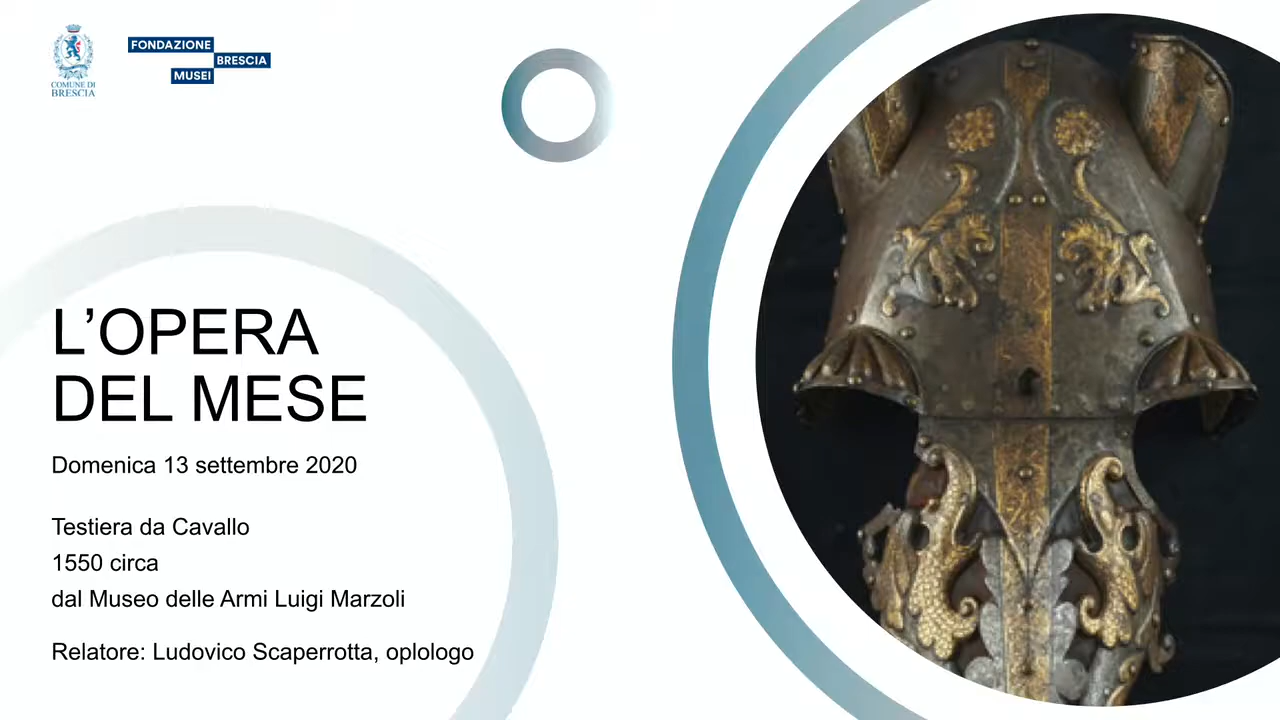 COMUNE DI
BRESCIA
FONDAZIONE
BRESCIA
MUSEI
L’OPERA
DEL MESE
Domenica 13 settembre 2020
Testiera da Cavallo
1550 circa
dal Museo delle Armi Luigi Marzoli
Relatore: Ludovico Scaperrotta, oplologo